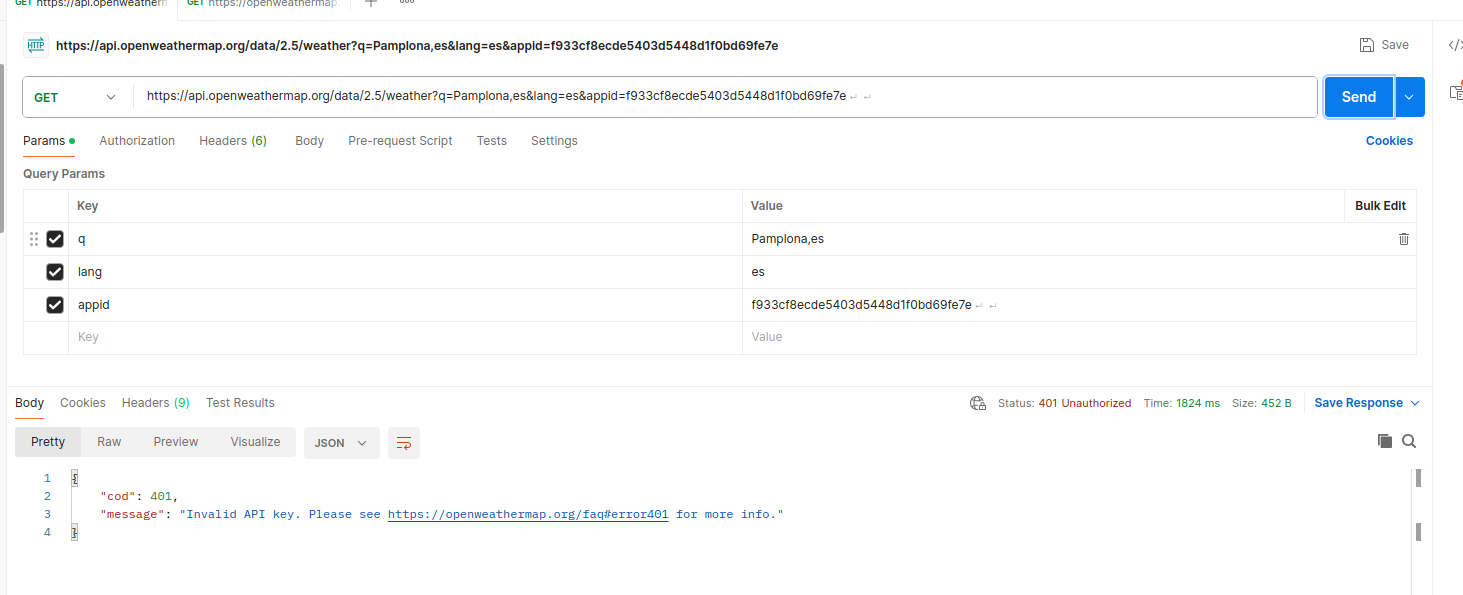 GET https://api.openweatherm GET https://openweathermap.
HTTP https://api.openweathermap.org/data/2.5/weather?q=Pamplona,es&lang=es&appid=f933cf8ecde5403d5448d1f0bd69fe7e Save
GET https://api.openweathermap.org/data/2.5/weather?q=Pamplona,es&lang=es&appid=f933cf8ecde5403d5448d1f0bd69fe7e Send
Params Authorization Headers (6) Body Pre-request Script Tests Settings Cookies
Query Params
Key Value Bulk Edit
q Pamplona,es
lang es
appid f933cf8ecde5403d5448d1f0bd69fe7e
Key Value
Body Cookies Headers (9) Test Results Status: 401 Unauthorized Time: 1824 ms Size: 452 B Save Response
Pretty Raw Preview Visualize JSON
1 {
2 "cod": 401,
3 "message": "Invalid API key. Please see https://openweathermap.org/faq#error401 for more info."
4 }